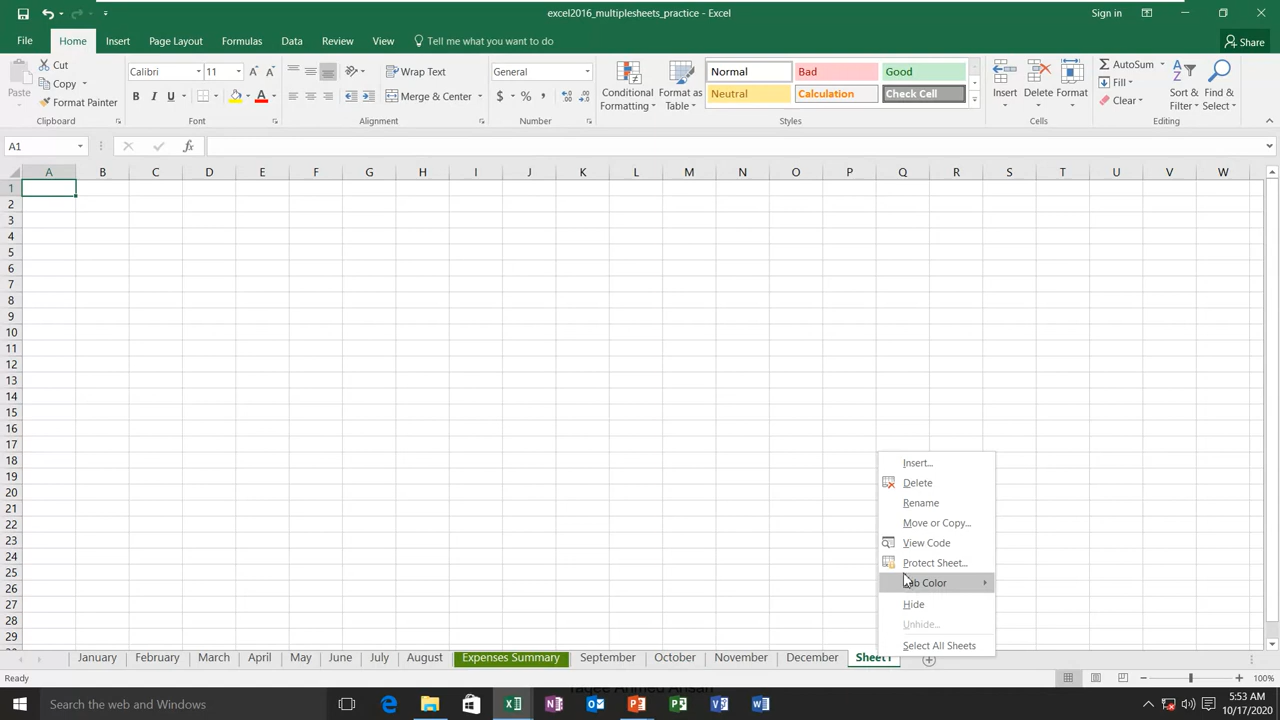 excel2016_multiplesheets_practice - Excel
Sign in
File Home Insert Page Layout Formulas Data Review View Tell me what you want to do Share
Paste
Cut
Copy
Format Painter
Clipboard
Calibri 11
B I U
Font
Wrap Text
Merge & Center
Alignment
General
$ % ,
Number
Conditional Formatting
Format as Table
Normal Bad Good
Neutral Calculation Check Cell
Styles
Insert Delete Format
Cells
AutoSum
Fill
Clear
Sort & Filter
Find & Select
Editing
A1
fx
A B C D E F G H I J K L M N O P Q R S T U V W
1
2
3
4
5
6
7
8
9
10
11
12
13
14
15
16
17
18
19
20
21
22
23
24
25
26
27
28
29
Insert...
Delete
Rename
Move or Copy...
View Code
Protect Sheet...
Color
Hide
Unhide...
Select All Sheets
January February March April May June July August Expenses Summary September October November December Sheet1
Ready
100%
Search the web and Windows
Taqee Ahmed Ansari
5:53 AM
10/17/2020